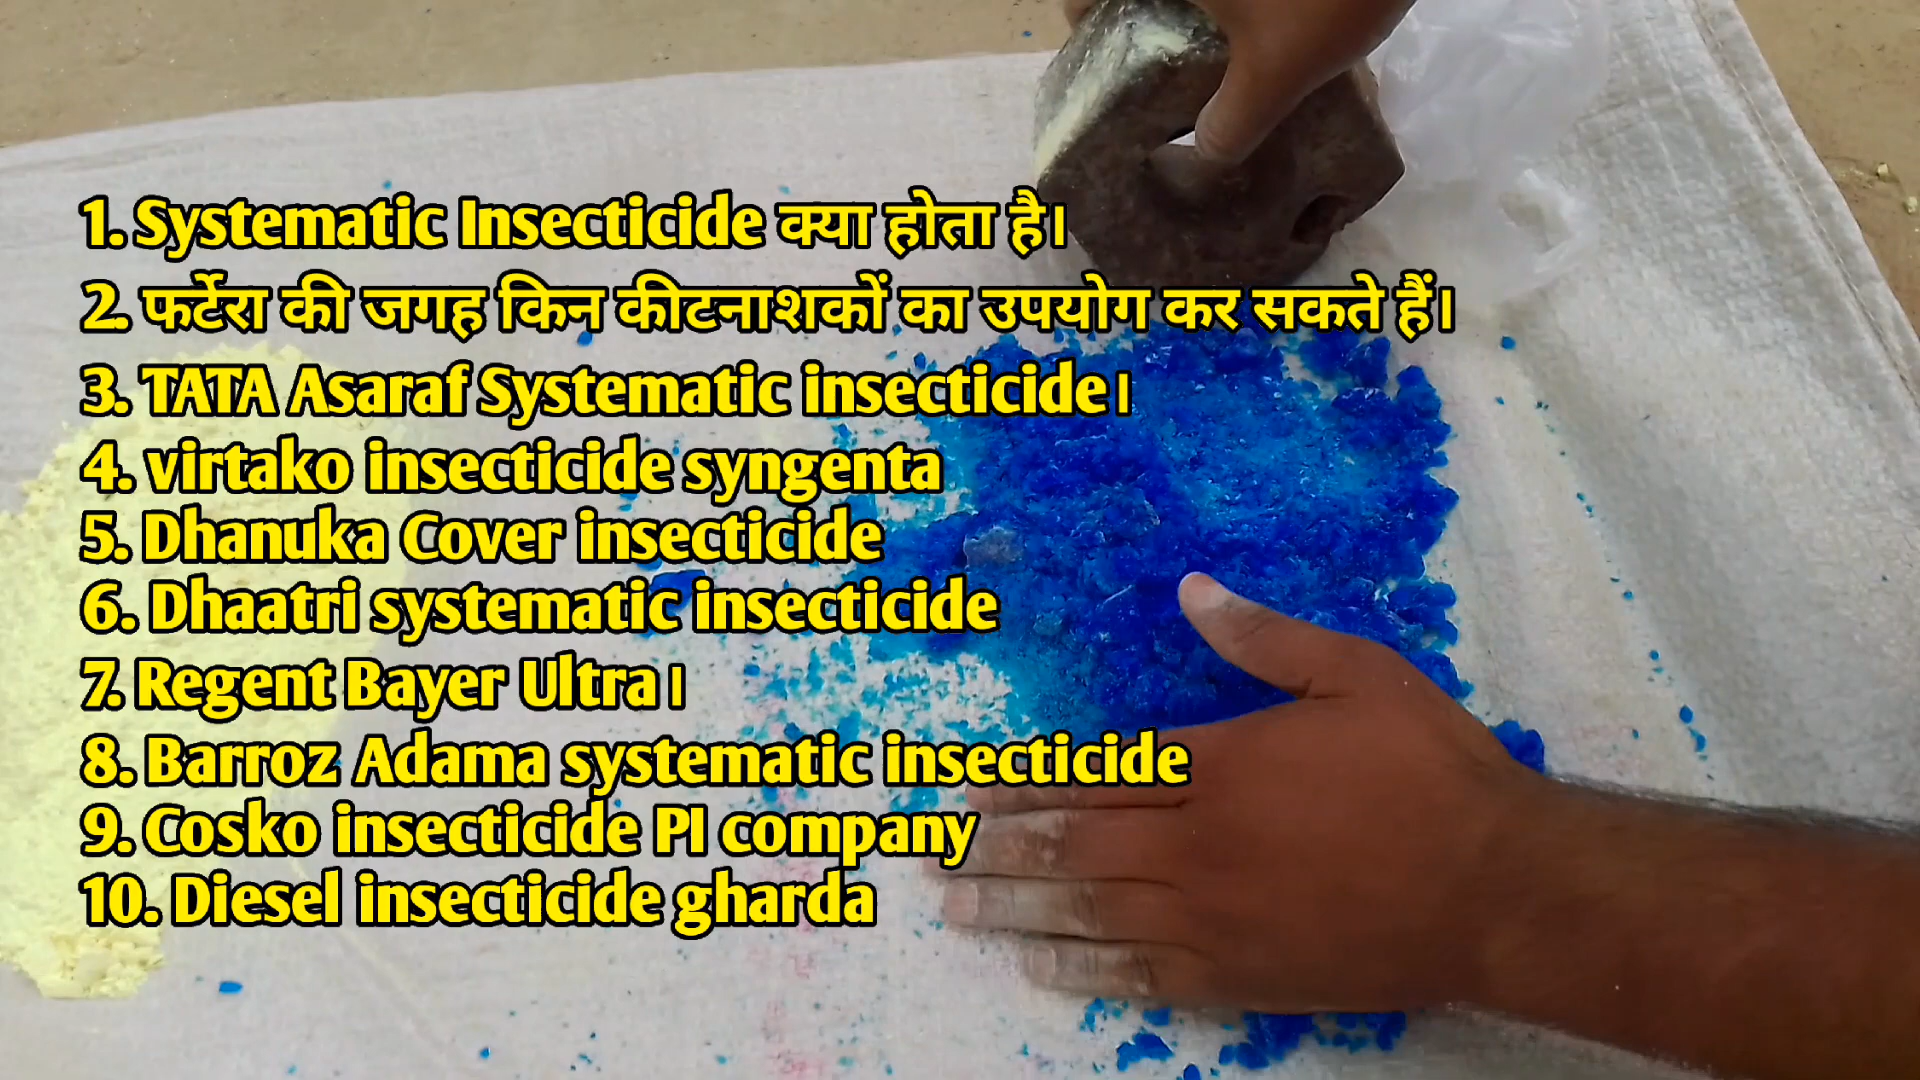 1. Systematic Insecticide क्या होता है।
2. फर्टेरा की जगह किन कीटनाशकों का उपयोग कर सकते हैं।
3. TATA Asaraf Systematic insecticide।
4. virtako insecticide syngenta
5. Dhanuka Cover insecticide
6. Dhaatri systematic insecticide
7. Regent Bayer Ultra।
8. Barroz Adama systematic insecticide
9. Cosko insecticide PI company
10. Diesel insecticide gharda